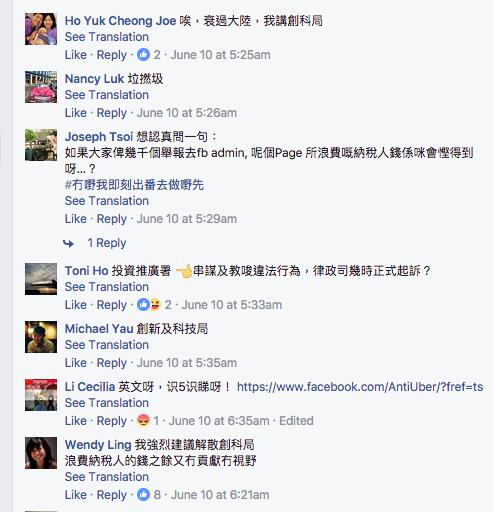 Ho Yuk Cheong Joe 唉，衰過大陸，我講創科局
See Translation
Like · Reply · 2 · June 10 at 5:25am
Nancy Luk 垃撚圾
See Translation
Like · Reply · June 10 at 5:26am
Joseph Tsoi 想認真問一句：
如果大家俾幾千個舉報去fb admin, 呢個Page 所浪費嘅納稅人錢係咪會慳得到
呀...?
#冇嘢我即刻出番去做嘢先
See Translation
Like · Reply · June 10 at 5:29am
1 Reply
Toni Ho 投資推廣署 👈串謀及教唆違法行為，律政司幾時正式起訴？
See Translation
Like · Reply · 2 · June 10 at 5:33am
Michael Yau 創新及科技局
See Translation
Like · Reply · June 10 at 5:35am
Li Cecilia 英文呀，识5识睇呀！ https://www.facebook.com/AntiUber/?fref=ts
See Translation
Like · Reply · 1 · June 10 at 6:35am · Edited
Wendy Ling 我強烈建議解散創科局
浪費納稅人的錢之餘又冇貢獻冇視野
See Translation
Like · Reply · 8 · June 10 at 6:21am